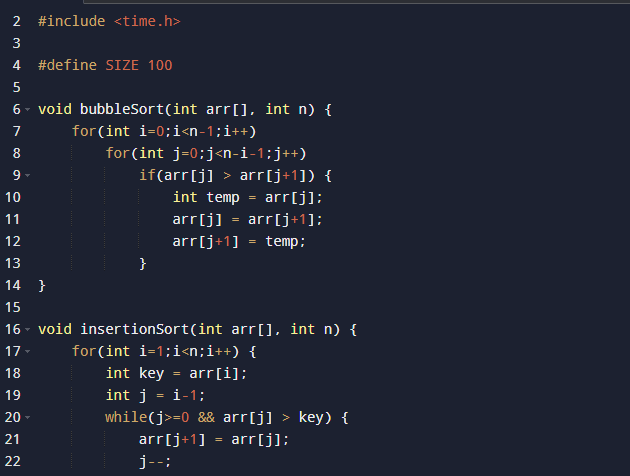 2 #include <time.h>
3
4 #define SIZE 100
5
6 void bubbleSort(int arr[], int n) {
7     for(int i=0;i<n-1;i++)
8         for(int j=0;j<n-i-1;j++)
9             if(arr[j] > arr[j+1]) {
10                 int temp = arr[j];
11                 arr[j] = arr[j+1];
12                 arr[j+1] = temp;
13             }
14 }
15
16 void insertionSort(int arr[], int n) {
17     for(int i=1;i<n;i++) {
18         int key = arr[i];
19         int j = i-1;
20         while(j>=0 && arr[j] > key) {
21             arr[j+1] = arr[j];
22             j--;